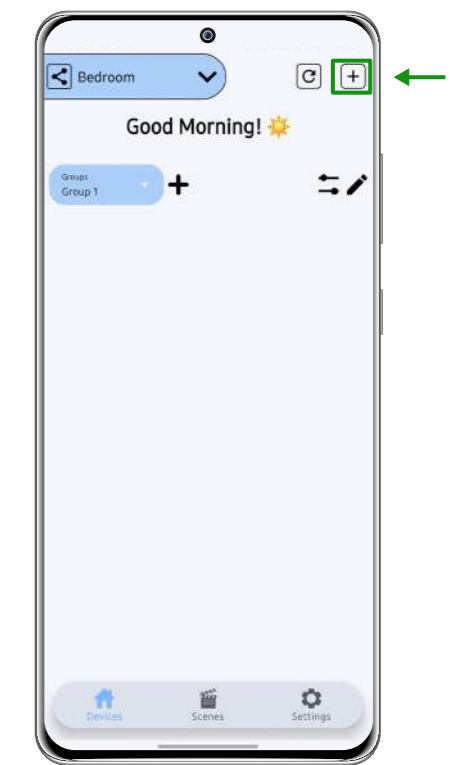 Bedroom
Good Morning! ☀️
Groups
Group 1
Devices
Scenes
Settings